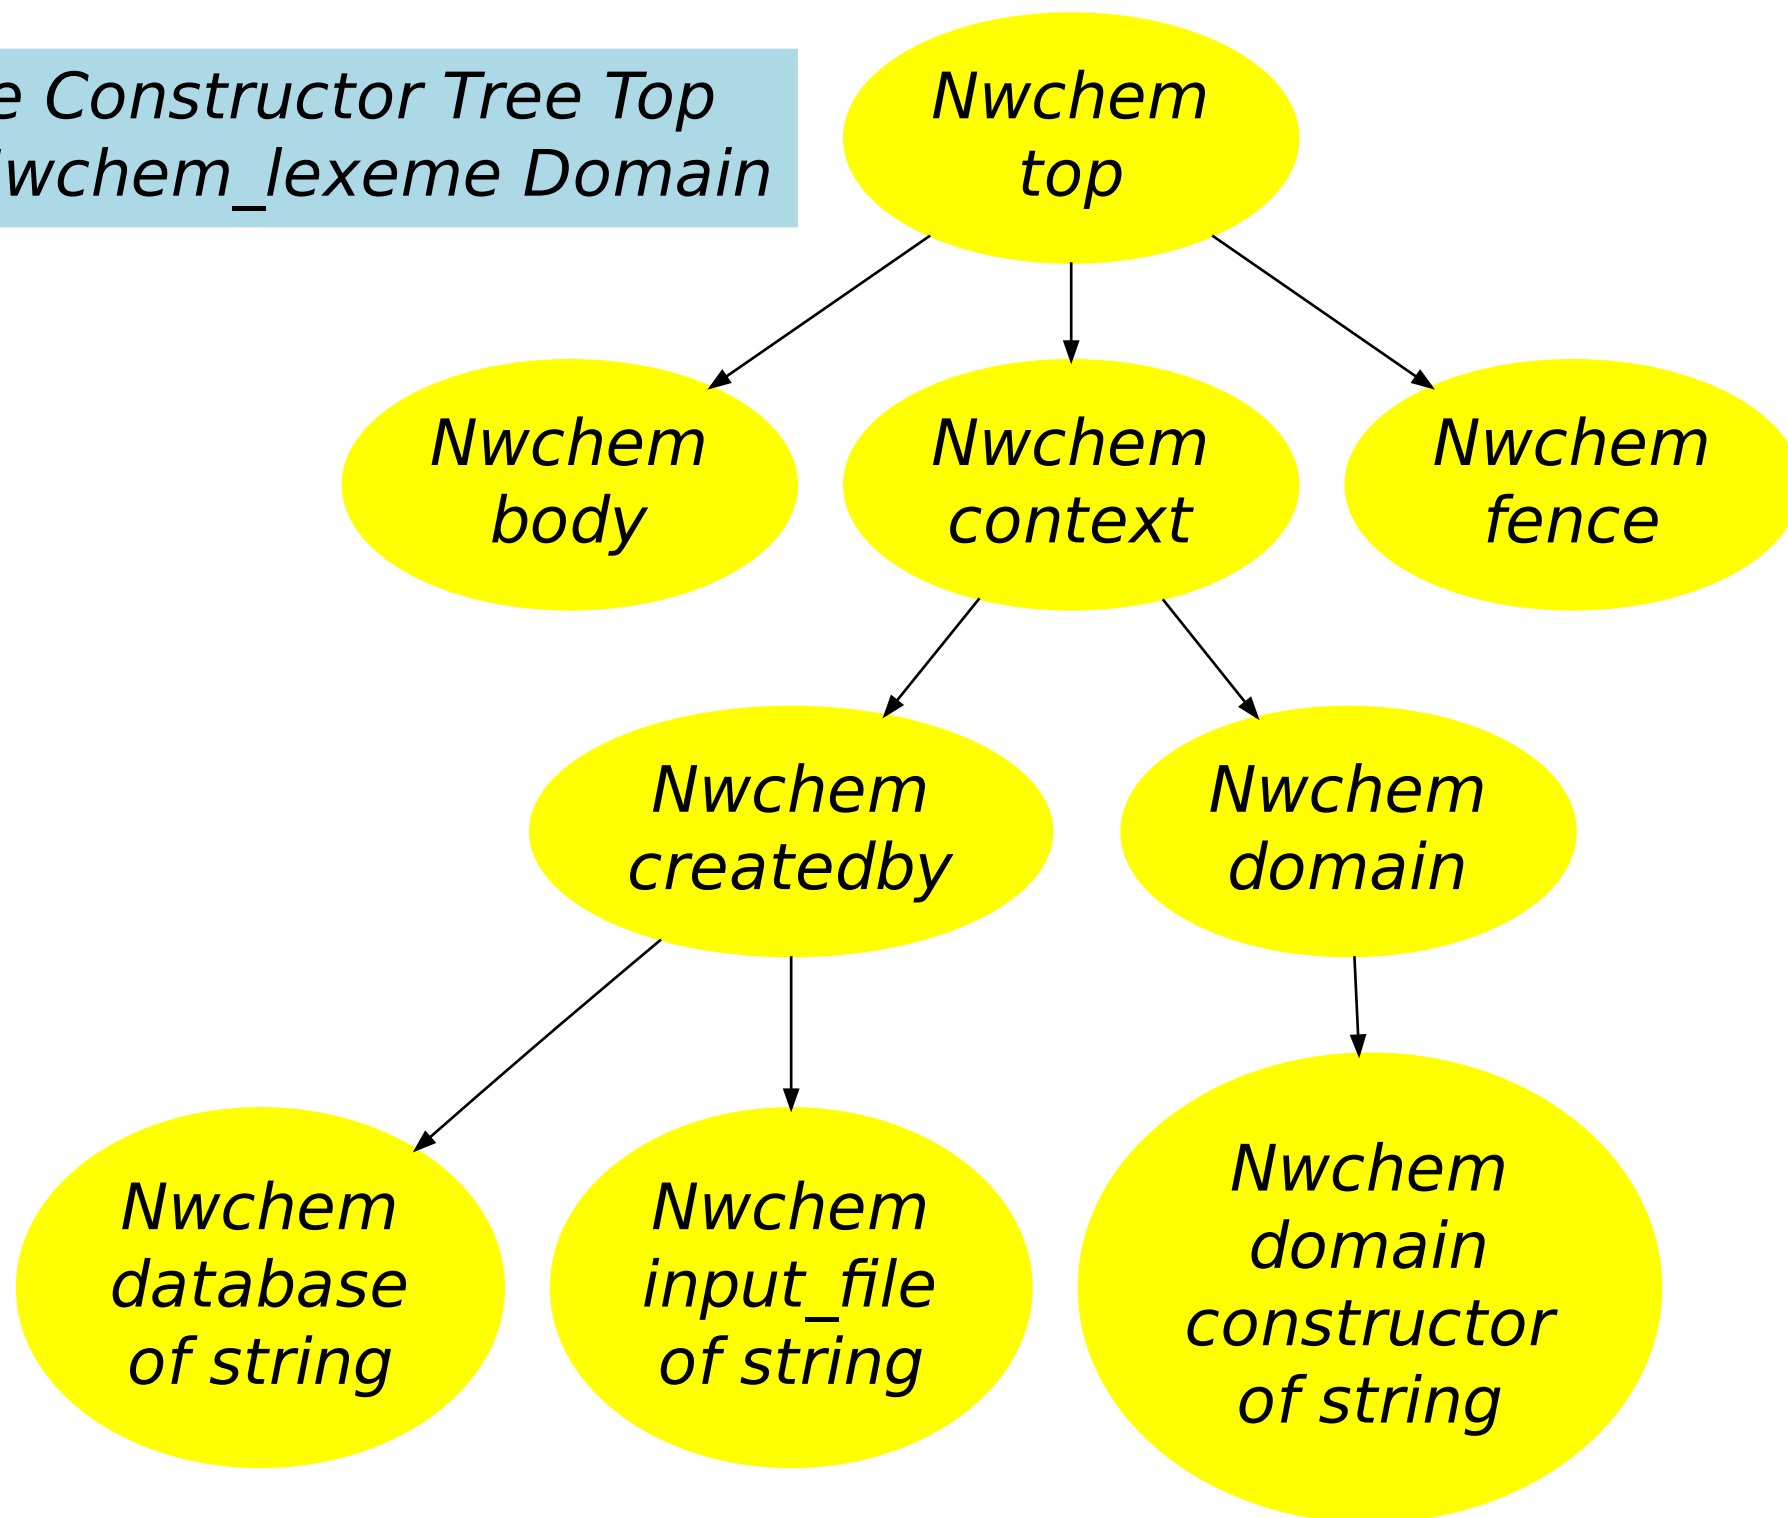 Constructor Tree Top
Domain
Nwchem
top
Nwchem
body
Nwchem
context
Nwchem
fence
Nwchem
createdby
Nwchem
domain
Nwchem
database
of string
Nwchem
input_file
of string
Nwchem
domain
constructor
of string